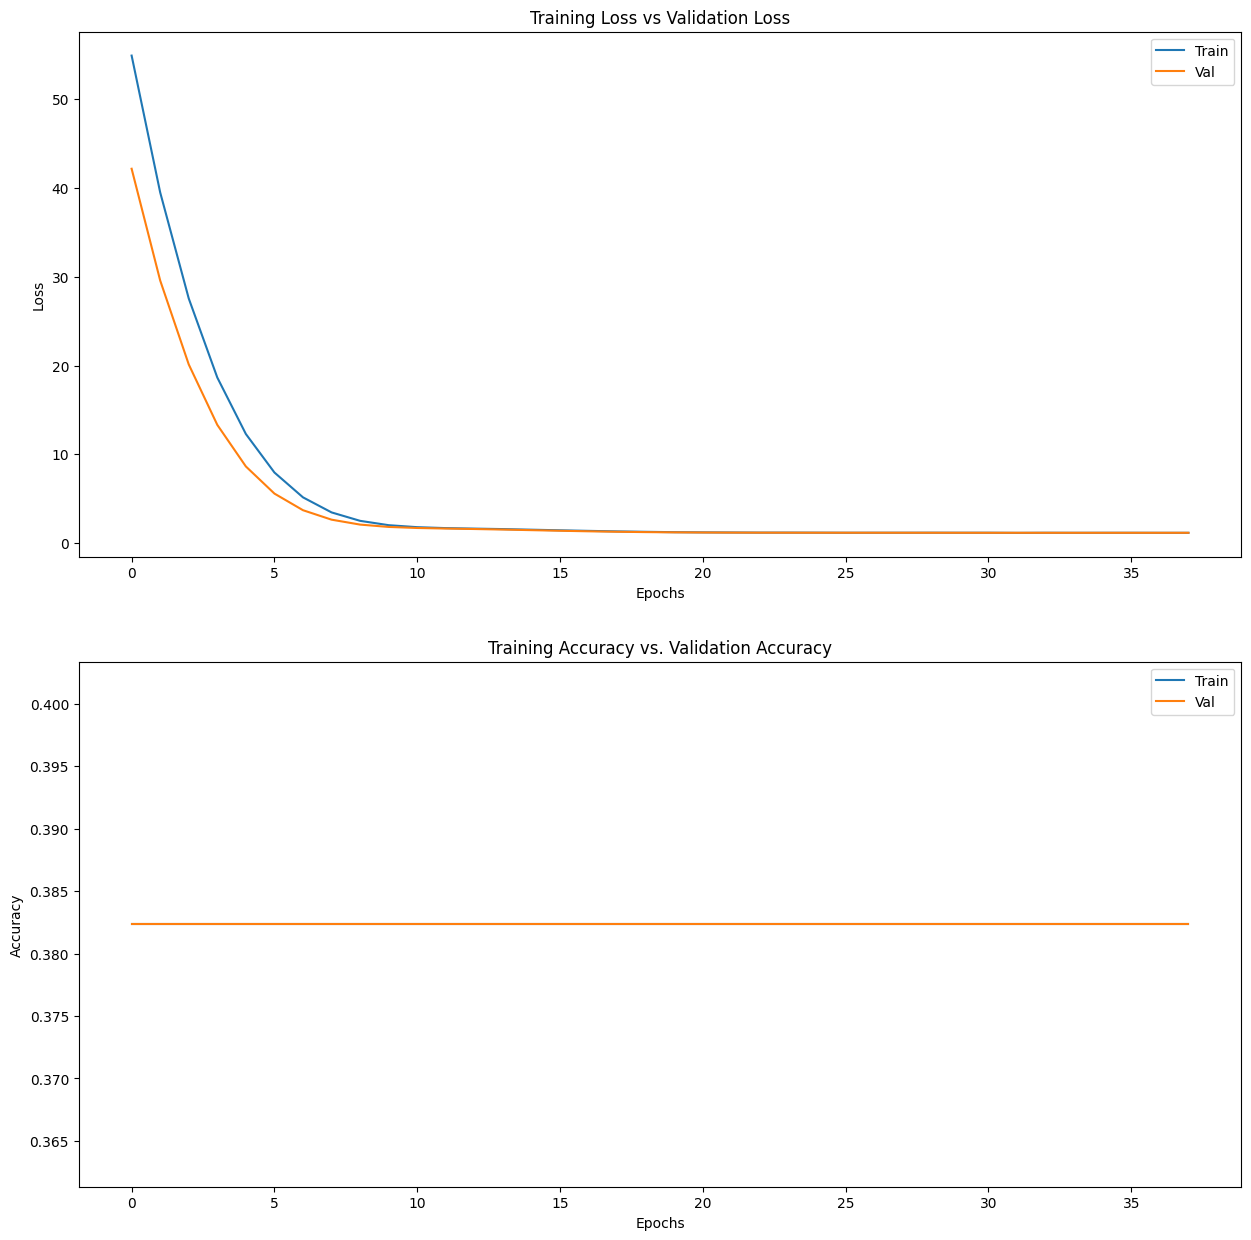 Training Loss vs Validation Loss
Train
Val
50
40
30
20
10
0
Loss
0 5 10 15 20 25 30 35
Epochs
Training Accuracy vs. Validation Accuracy
Train
Val
0.400
0.395
0.390
0.385
0.380
0.375
0.370
0.365
Accuracy
0 5 10 15 20 25 30 35
Epochs